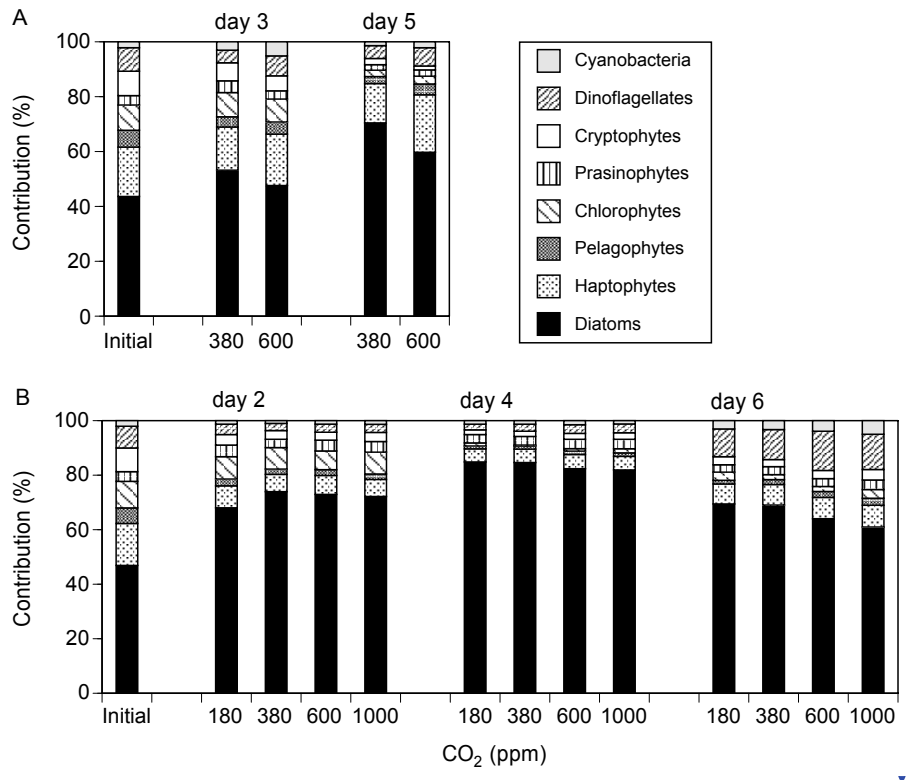 A
day 3 day 5
100
80
60
40
20
0
Contribution (%)
Initial 380 600 380 600
Cyanobacteria
Dinoflagellates
Cryptophytes
Prasinophytes
Chlorophytes
Pelagophytes
Haptophytes
Diatoms
B
day 2 day 4 day 6
100
80
60
40
20
0
Contribution (%)
Initial 180 380 600 1000 180 380 600 1000 180 380 600 1000
CO₂ (ppm)